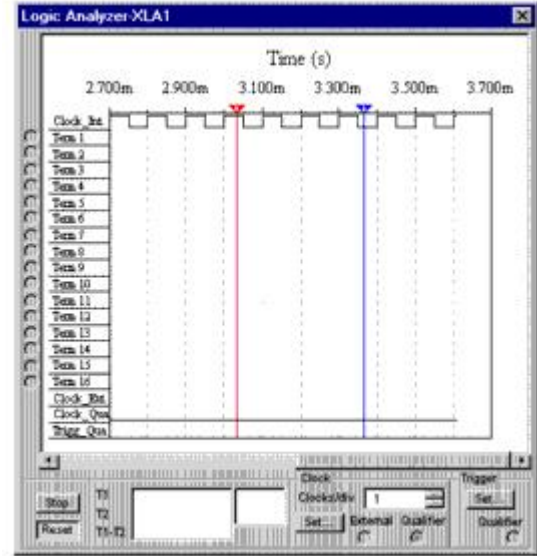 Logic Analyzer-XLA1
Time (s)
2.700m 2.900m 3.100m 3.300m 3.500m 3.700m
Clock_Int
Term 1
Term 2
Term 3
Term 4
Term 5
Term 6
Term 7
Term 8
Term 9
Term 10
Term 11
Term 12
Term 13
Term 14
Term 15
Term 16
Clock_Ext
Clock_Qua
Trigg_Qua
Stop
Reset
T1
T2
T1-T2
Clock
Clocks/div 1
Set... External Qualifier
Trigger
Set...
Qualifier